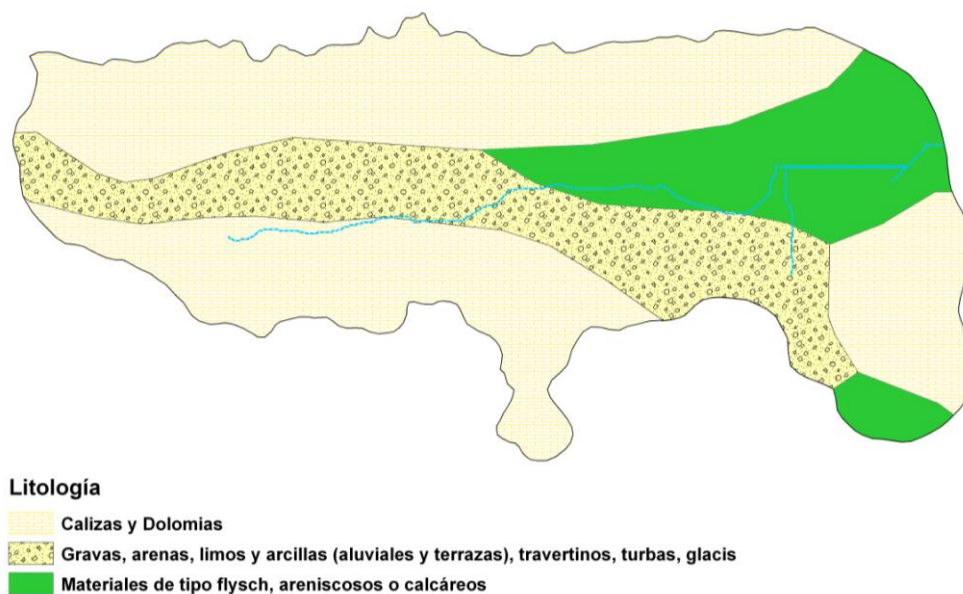 Litología
Calizas y Dolomias
Gravas, arenas, limos y arcillas (aluviales y terrazas), travertinos, turbas, glacis
Materiales de tipo flysch, areniscosos o calcáreos